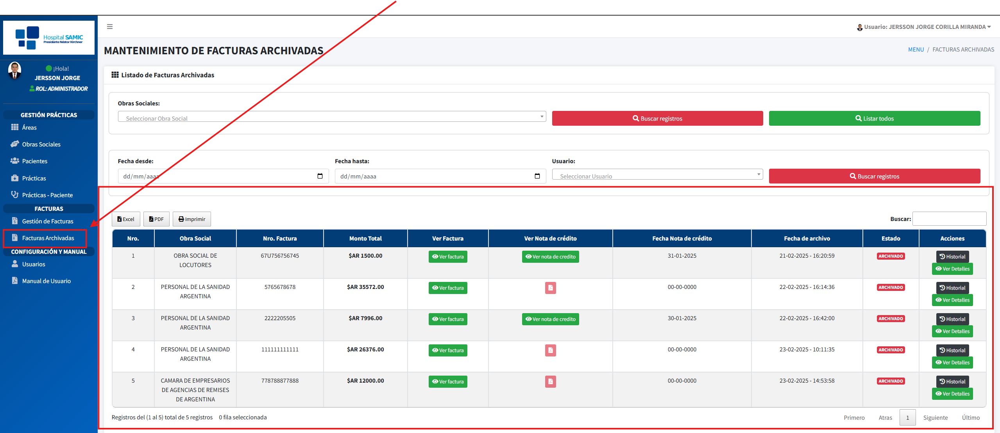 Hospital SAMIC
Presidente Néstor Kirchner
Usuario: JERSSON JORGE CORILLA MIRANDA
¡Hola!
JERSSON JORGE
ROL: ADMINISTRADOR
GESTIÓN PRÁCTICAS
Áreas
Obras Sociales
Pacientes
Prácticas
Prácticas - Paciente
FACTURAS
Gestión de Facturas
Facturas Archivadas
CONFIGURACIÓN Y MANUAL
Usuarios
Manual de Usuario
MANTENIMIENTO DE FACTURAS ARCHIVADAS
MENU / FACTURAS ARCHIVADAS
Listado de Facturas Archivadas
Obras Sociales:
Seleccionar Obra Social
Buscar registros
Listar todos
Fecha desde: Fecha hasta: Usuario:
dd/mm/aaaa dd/mm/aaaa Seleccionar Usuario Buscar registros
Excel PDF Imprimir Buscar:
Nro. Obra Social Nro. Factura Monto Total Ver Factura Ver Nota de crédito Fecha Nota de crédito Fecha de archivo Estado Acciones
1 OBRA SOCIAL DE 67U756756745 $AR 1500.00 Ver factura Ver nota de credito 31-01-2025 21-02-2025 - 16:20:59 ARCHIVADO Historial
LOCUTORES Ver Detalles
2 PERSONAL DE LA SANIDAD 5765678678 $AR 35572.00 Ver factura 00-00-0000 22-02-2025 - 16:14:36 ARCHIVADO Historial
ARGENTINA Ver Detalles
3 PERSONAL DE LA SANIDAD 2222205505 $AR 7996.00 Ver factura Ver nota de credito 30-01-2025 22-02-2025 - 16:42:00 ARCHIVADO Historial
ARGENTINA Ver Detalles
4 PERSONAL DE LA SANIDAD 111111111111 $AR 26376.00 Ver factura 00-00-0000 23-02-2025 - 10:11:35 ARCHIVADO Historial
ARGENTINA Ver Detalles
5 CAMARA DE EMPRESARIOS 778788877888 $AR 12000.00 Ver factura 00-00-0000 23-02-2025 - 14:53:58 ARCHIVADO Historial
DE AGENCIAS DE REMISES Ver Detalles
DE ARGENTINA
Registros del (1 al 5) total de 5 registros 0 fila seleccionada
Primero Atras 1 Siguiente Último